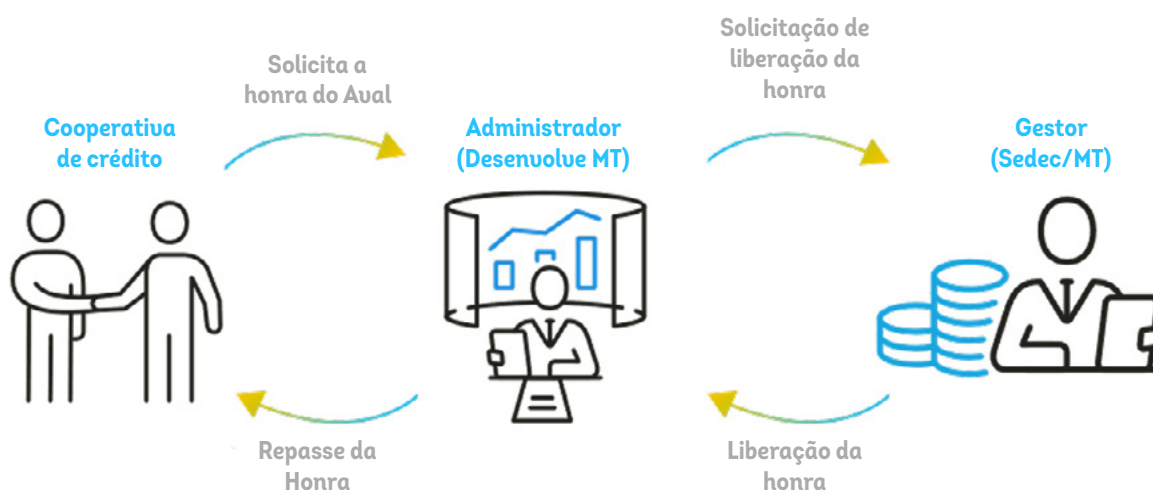 Solicita a
honra do Aval
Solicitação de
liberação da
honra
Cooperativa
de crédito
Administrador
(Desenvolve MT)
Gestor
(Sedec/MT)
Repasse da
Honra
Liberação da
honra